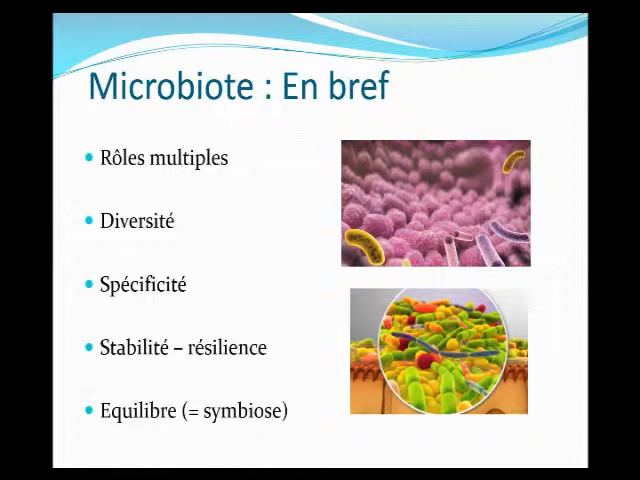 Microbiote : En bref
Rôles multiples
Diversité
Spécificité
Stabilité – résilience
Equilibre (= symbiose)